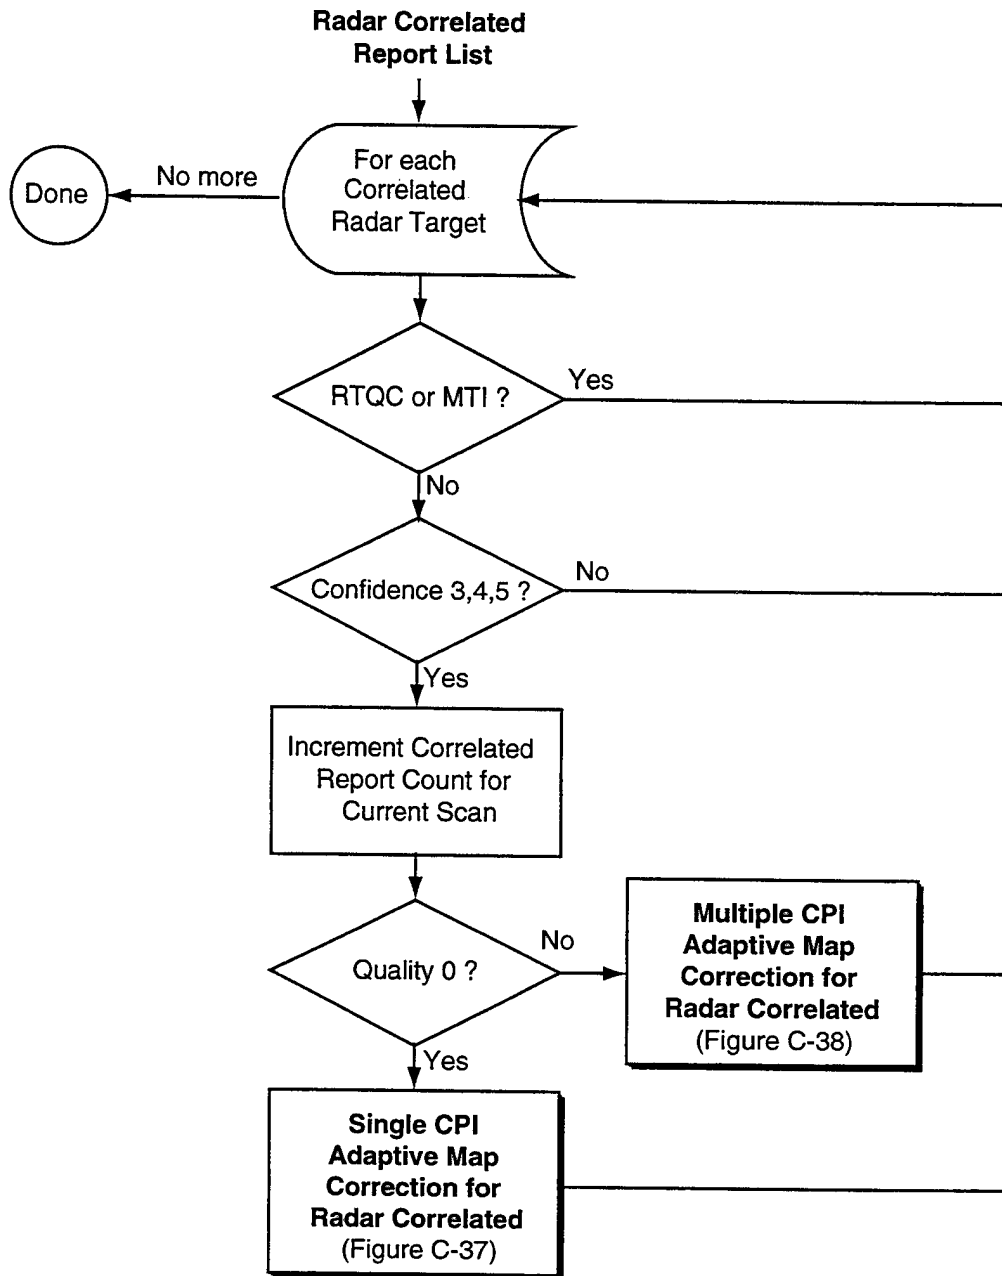 Radar Correlated
Report List
For each
Correlated
Radar Target
No more
Done
RTQC or MTI ?
Yes
No
Confidence 3,4,5 ?
No
Yes
Increment Correlated
Report Count for
Current Scan
Quality 0 ?
No
Multiple CPI
Adaptive Map
Correction for
Radar Correlated
(Figure C-38)
Yes
Single CPI
Adaptive Map
Correction for
Radar Correlated
(Figure C-37)